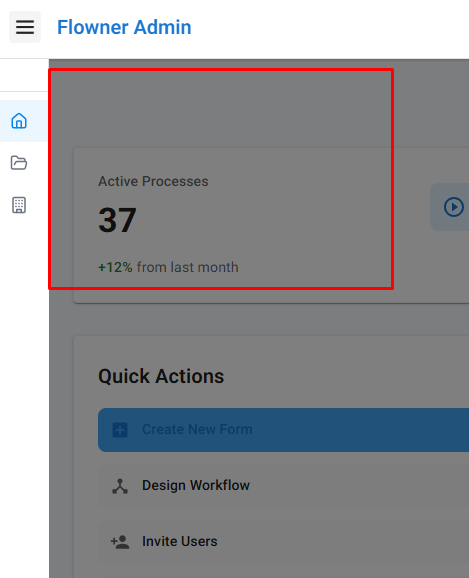 Flowner Admin
Active Processes
37
+12% from last month
Quick Actions
Create New Form
Design Workflow
Invite Users